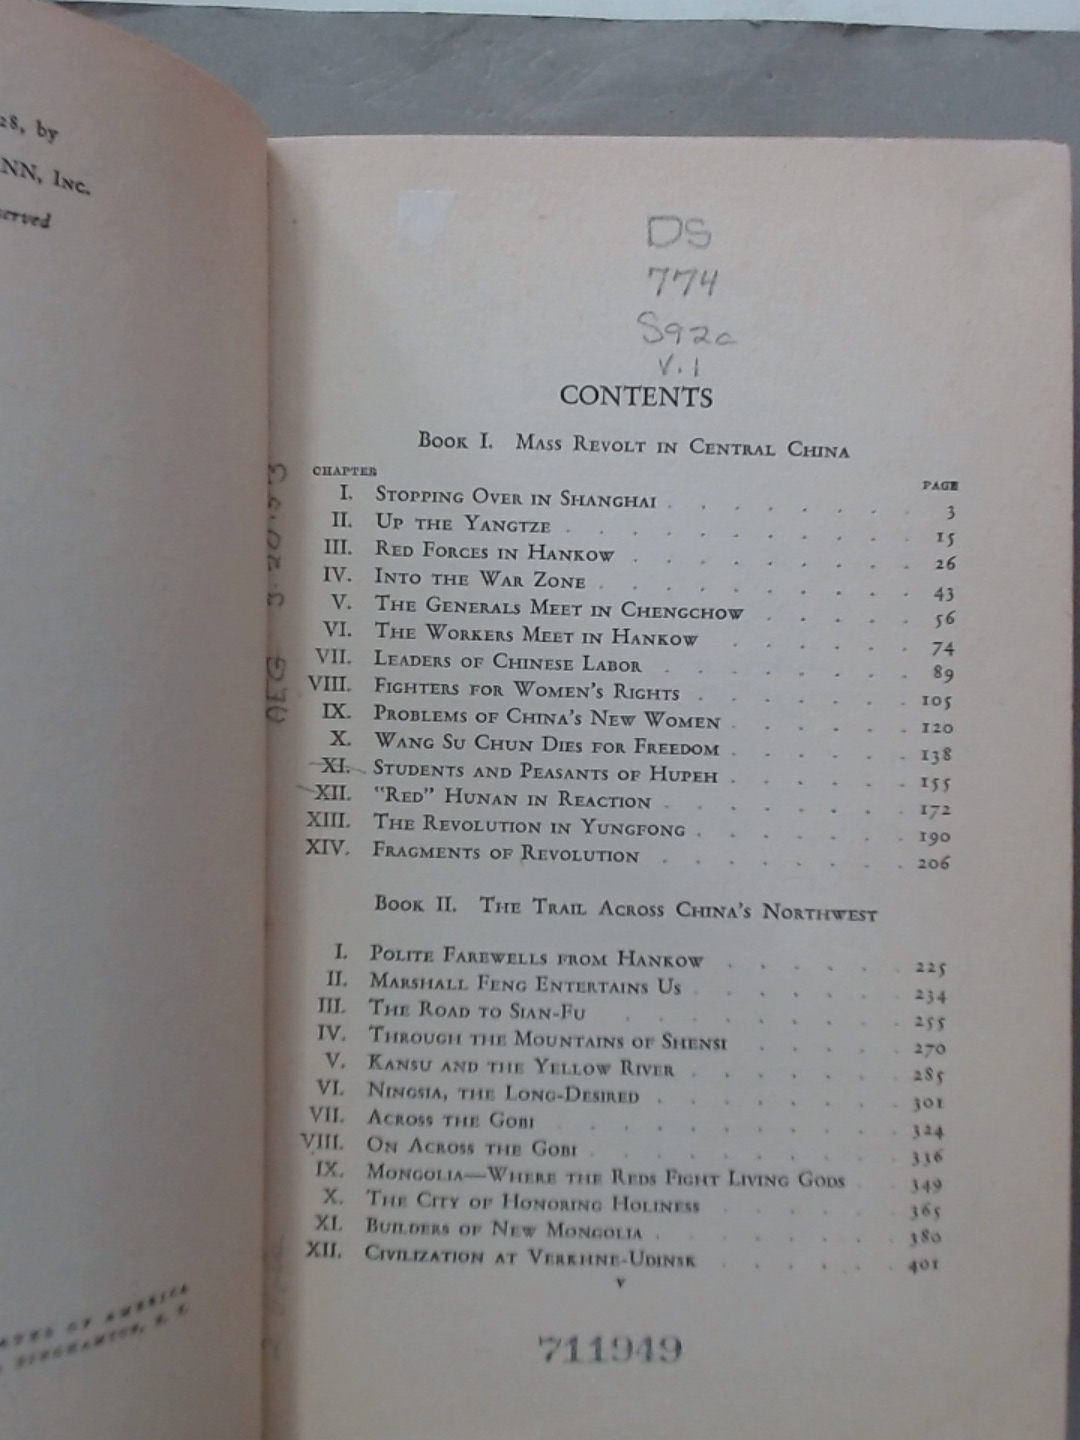 28, by
NN, Inc.
served
TATES OF AMERICA
BINGHAMTON, N. Y.
DS
774
S92c
V.1
CONTENTS
Book I. Mass Revolt in Central China
CHAPTER PAGE
I. Stopping Over in Shanghai 3
II. Up the Yangtze 15
III. Red Forces in Hankow 26
IV. Into the War Zone 43
V. The Generals Meet in Chengchow 56
VI. The Workers Meet in Hankow 74
VII. Leaders of Chinese Labor 89
VIII. Fighters for Women's Rights 105
IX. Problems of China's New Women 120
X. Wang Su Chun Dies for Freedom 138
XI. Students and Peasants of Hupeh 155
XII. "Red" Hunan in Reaction 172
XIII. The Revolution in Yungfong 190
XIV. Fragments of Revolution 206
Book II. The Trail Across China's Northwest
I. Polite Farewells from Hankow 225
II. Marshall Feng Entertains Us 234
III. The Road to Sian-Fu 255
IV. Through the Mountains of Shensi 270
V. Kansu and the Yellow River 285
VI. Ningsia, the Long-Desired 301
VII. Across the Gobi 324
VIII. On Across the Gobi 336
IX. Mongolia—Where the Reds Fight Living Gods 349
X. The City of Honoring Holiness 365
XI. Builders of New Mongolia 380
XII. Civilization at Verkhne-Udinsk 401
v
711949
AEG 3.20.53